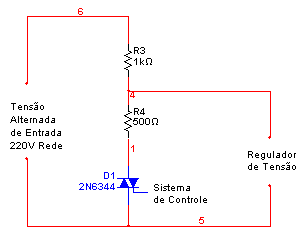 6
R3
1kΩ
Tensão
Alternada
de Entrada
220V Rede
4
R4
500Ω
1
Regulador
de Tensão
D1
2N6344
Sistema
de Controle
5